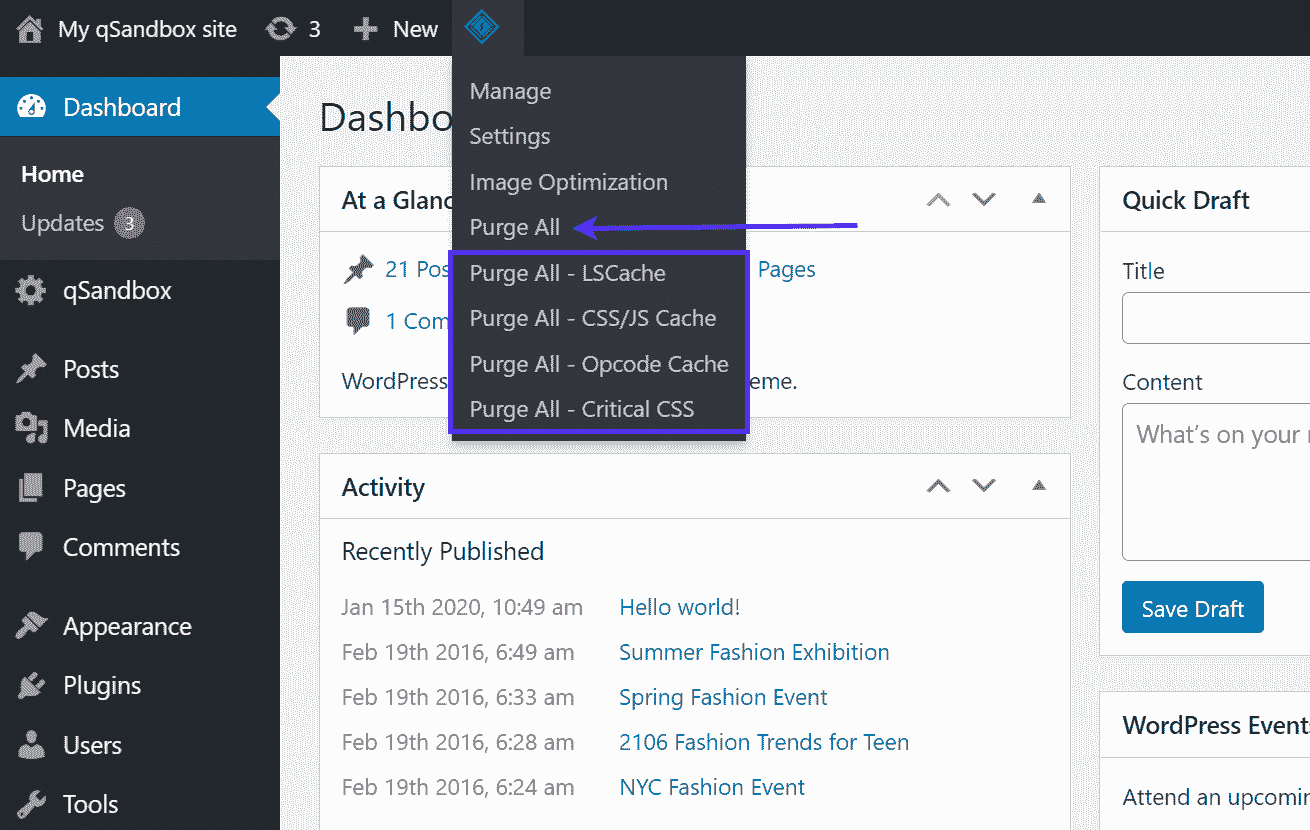 My qSandbox site 3 New
Dashboard
Home
Updates 3
qSandbox
Posts
Media
Pages
Comments
Appearance
Plugins
Users
Tools
Manage
Settings
Image Optimization
Purge All
Purge All - LSCache
Purge All - CSS/JS Cache
Purge All - Opcode Cache
Purge All - Critical CSS
Dashbo
At a Glanc
21 Pos Pages
1 Com
WordPress eme.
Activity
Recently Published
Jan 15th 2020, 10:49 am Hello world!
Feb 19th 2016, 6:49 am Summer Fashion Exhibition
Feb 19th 2016, 6:33 am Spring Fashion Event
Feb 19th 2016, 6:28 am 2106 Fashion Trends for Teen
Feb 19th 2016, 6:24 am NYC Fashion Event
Quick Draft
Title
Content
What's on your
Save Draft
WordPress Events
Attend an upcomin